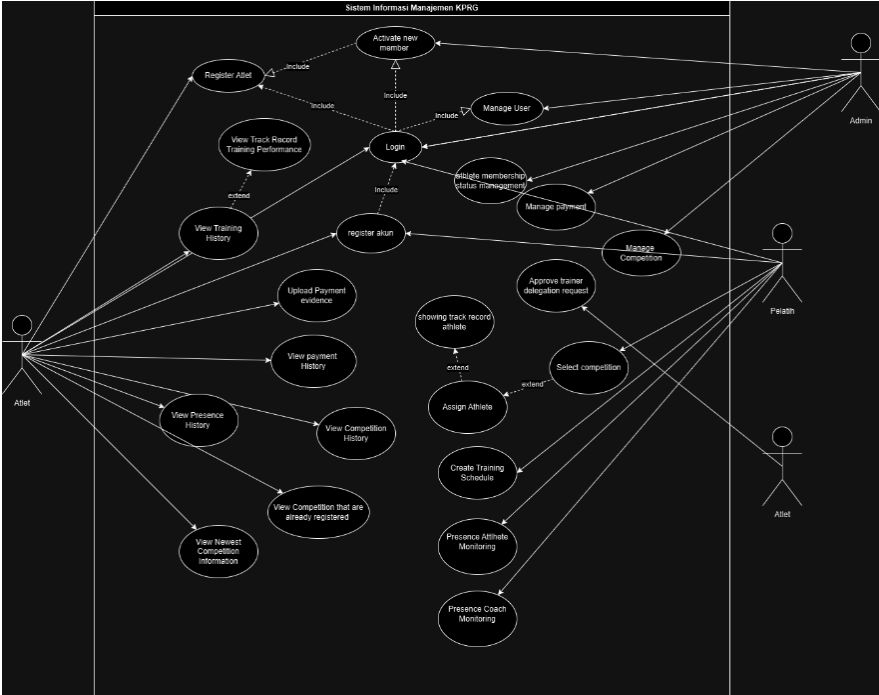 Sistem Informasi Manajemen KPRG
Activate new
member
Include
Register Atlet
Admin
Include
Include
Include
Manage User
View Track Record
Training Performance
Login
athlete membership
status management
Include
extend
Manage payment
View Training
History
register akun
Manage
Competition
Approve trainer
delegation request
Upload Payment
evidence
Pelatih
showing track record
athlete
View payment
History
extend
Select competition
extend
Atlet
Assign Athlete
View Presence
History
View Competition
History
Create Training
Schedule
View Competition that are
already registered
Atlet
Presence Attlhete
Monitoring
View Newest
Competition
Information
Presence Coach
Monitoring